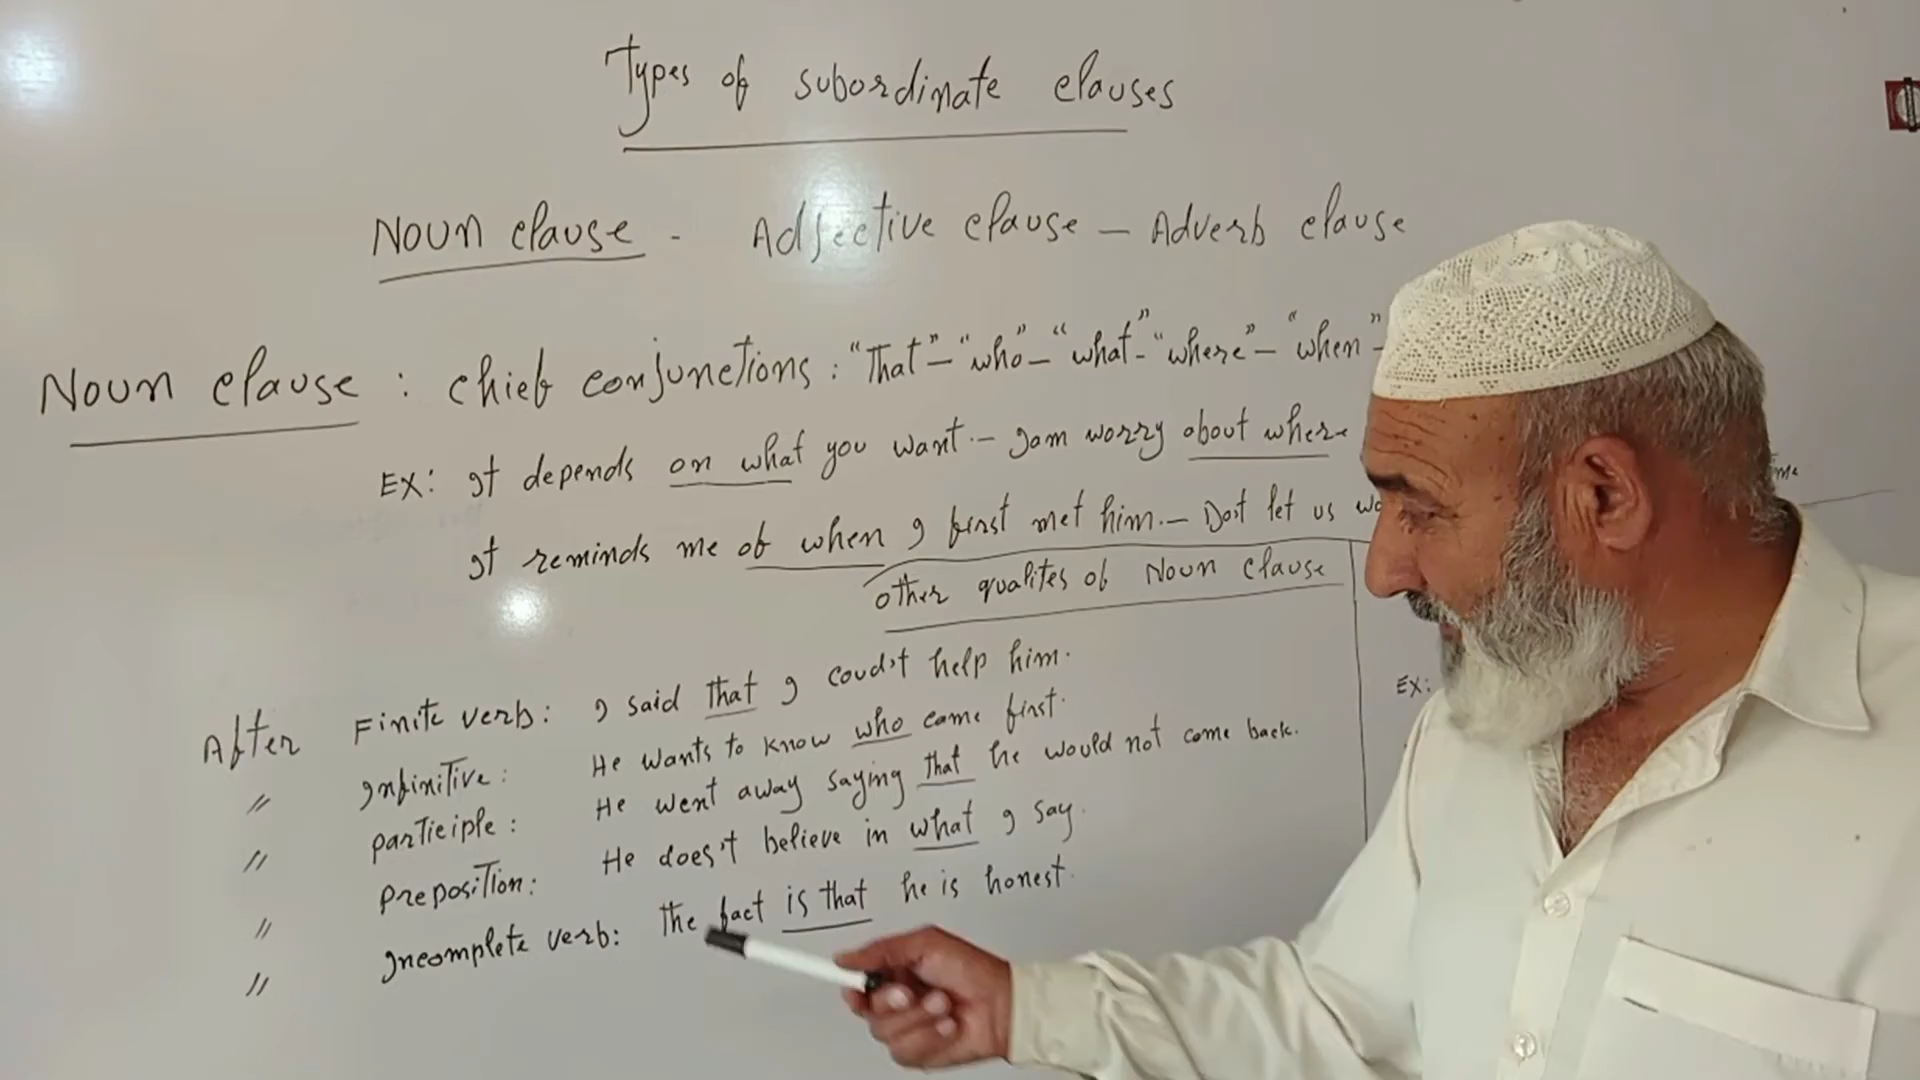 Types of subordinate clauses
Noun clause - Adjective clause – Adverb clause
Noun clause : chief conjunctions : "That" – "who" – "what" - "where" – "when" -
EX: It depends on what you want. – I am worry about where
It reminds me of when I first met him. – Dost let us
other qualites of Noun clause
After Finite verb: I said that I coud't help him.
〃 Infinitive: He wants to know who came first.
〃 participle: He went away saying that he would not come back.
〃 preposition: He does't believe in what I say.
〃 Incomplete verb: The fact is that he is honest.
EX: